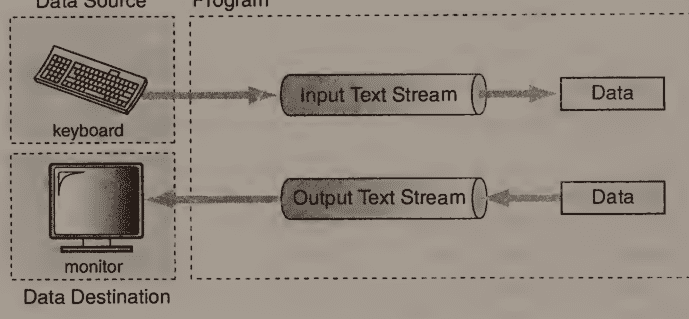 Data Source
Program
Input Text Stream
Data
keyboard
Output Text Stream
Data
monitor
Data Destination